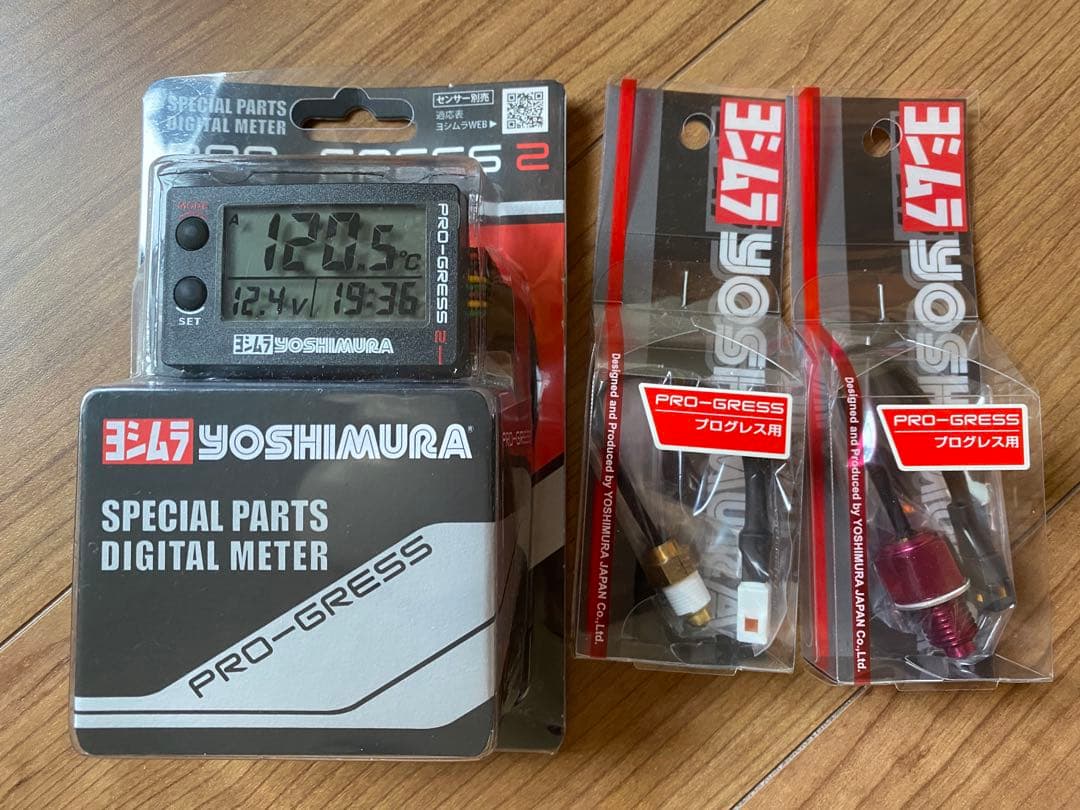 SPECIAL PARTS
DIGITAL METER
センサー別売
適応表
ヨシムラWEB▶
GRESS 2
MODE
A
120.5℃
12.4V
19:36
SET
PRO-GRESS 2
ヨシムラ YOSHIMURA
PRO-GRESS
ヨシムラ YOSHIMURA
SPECIAL PARTS
DIGITAL METER
PRO-GRESS
ヨシムラ
YOSHIMURA
PRO-GRESS
プログレス用
Designed and Produced by YOSHIMURA JAPAN Co.,Ltd.
ヨシムラ
YOSHIMURA
PRO-GRESS
プログレス用
Designed and Produced by YOSHIMURA JAPAN Co.,Ltd.